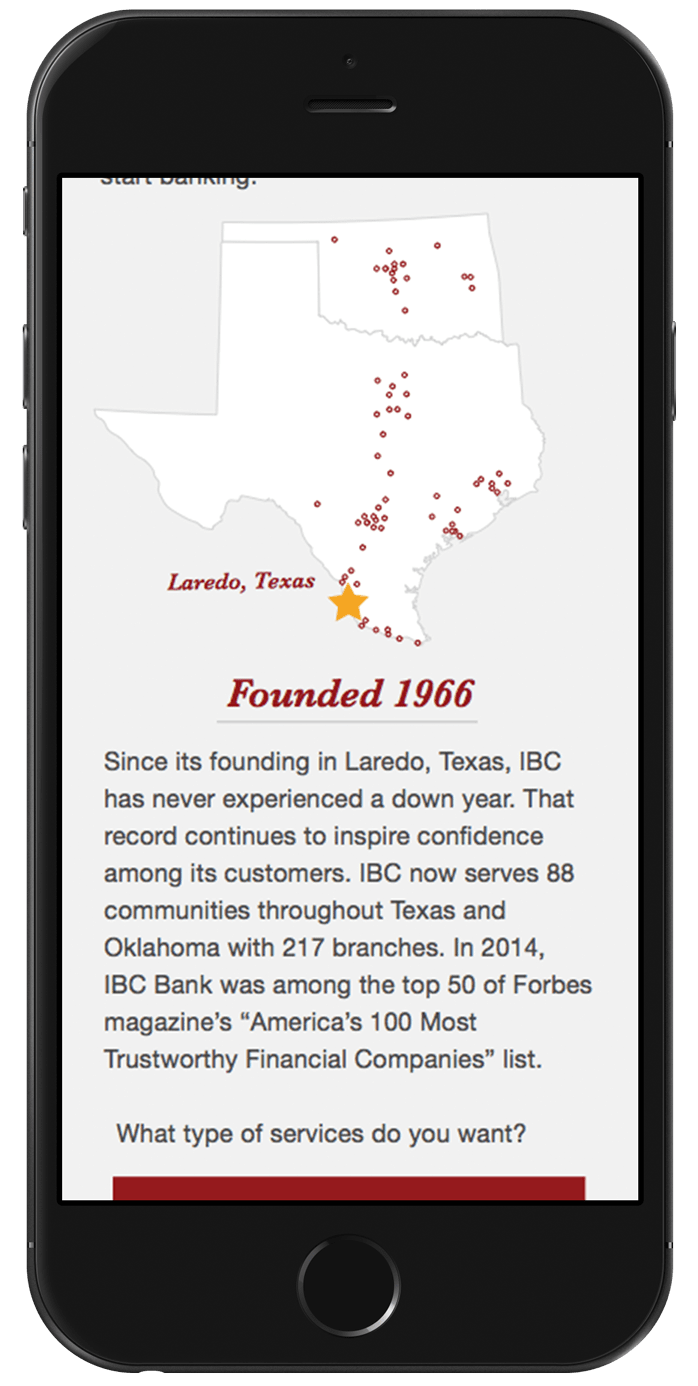 start banking.
Laredo, Texas
Founded 1966
Since its founding in Laredo, Texas, IBC
has never experienced a down year. That
record continues to inspire confidence
among its customers. IBC now serves 88
communities throughout Texas and
Oklahoma with 217 branches. In 2014,
IBC Bank was among the top 50 of Forbes
magazine’s “America’s 100 Most
Trustworthy Financial Companies” list.
What type of services do you want?